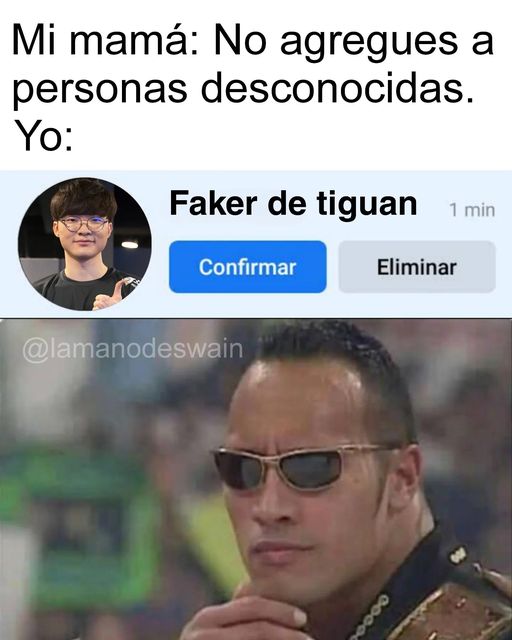 Mi mamá: No agregues a
personas desconocidas.
Yo:
Faker de tiguan
1 min
Confirmar
Eliminar
@lamanodeswain